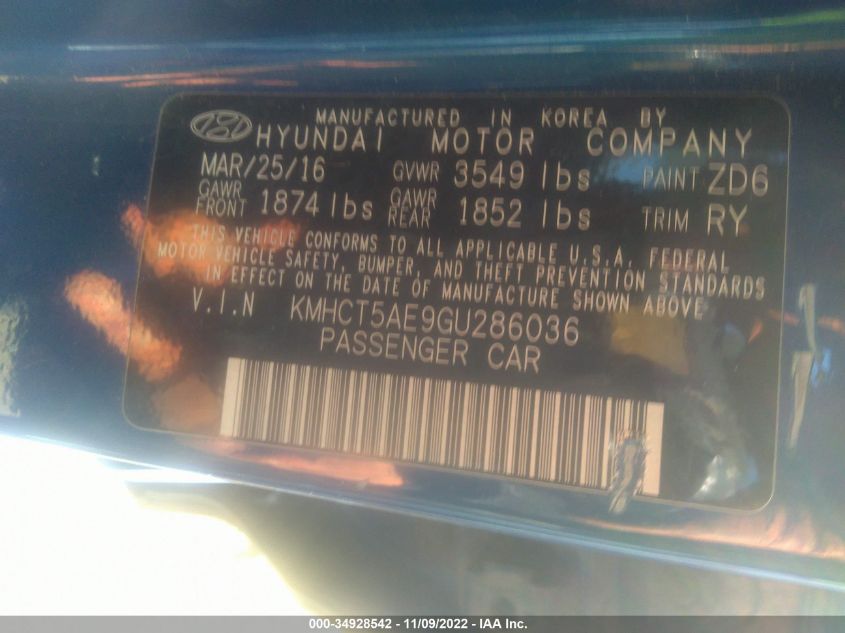 MANUFACTURED IN KOREA BY
HYUNDAI MOTOR COMPANY
MAR/25/16 GVWR 3549 lbs PAINT ZD6
GAWR FRONT 1874 lbs GAWR REAR 1852 lbs TRIM RY
THIS VEHICLE CONFORMS TO ALL APPLICABLE U.S.A. FEDERAL
MOTOR VEHICLE SAFETY, BUMPER, AND THEFT PREVENTION STANDARDS
IN EFFECT ON THE DATE OF MANUFACTURE SHOWN ABOVE
V.I.N KMHCT5AE9GU286036
PASSENGER CAR
000-34928542 - 11/09/2022 - IAA Inc.